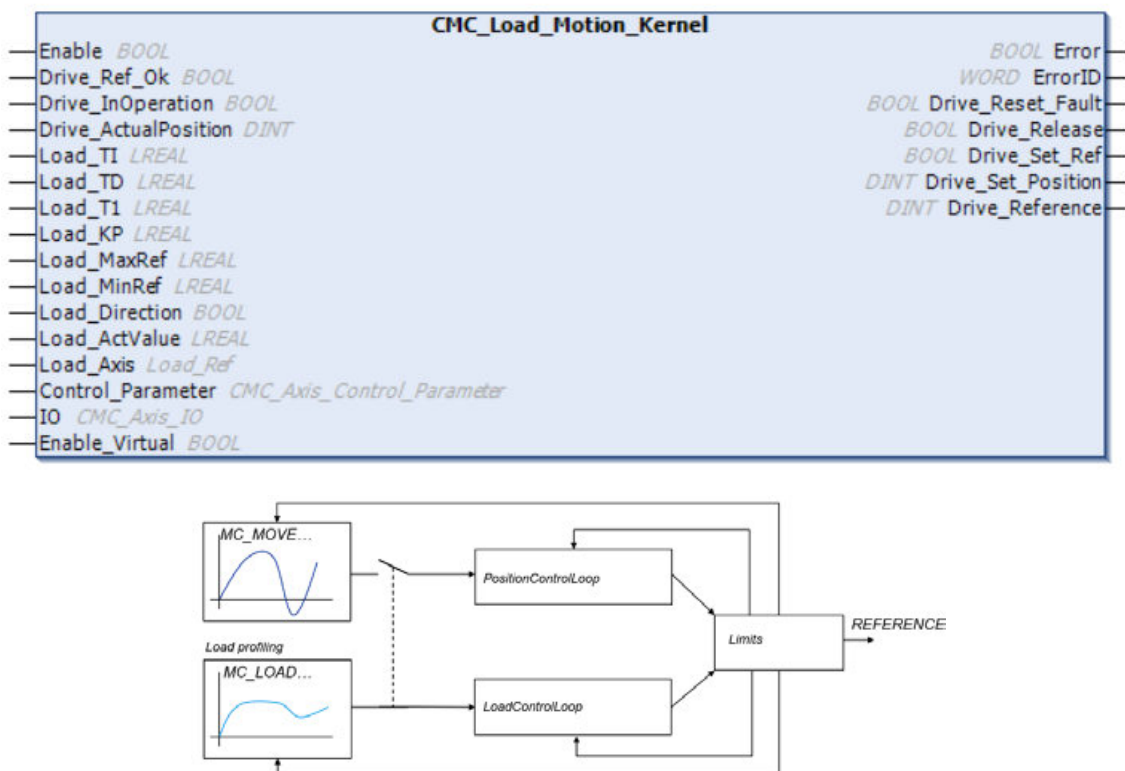 CMC_Load_Motion_Kernel
Enable BOOL
BOOL Error
Drive_Ref_Ok BOOL
WORD ErrorID
Drive_InOperation BOOL
BOOL Drive_Reset_Fault
Drive_ActualPosition DINT
BOOL Drive_Release
Load_TI LREAL
BOOL Drive_Set_Ref
Load_TD LREAL
DINT Drive_Set_Position
Load_T1 LREAL
DINT Drive_Reference
Load_KP LREAL
Load_MaxRef LREAL
Load_MinRef LREAL
Load_Direction BOOL
Load_ActValue LREAL
Load_Axis Load_Ref
Control_Parameter CMC_Axis_Control_Parameter
IO CMC_Axis_IO
Enable_Virtual BOOL
MC_MOVE...
PositionControlLoop
Limits
REFERENCE
Load profiling
MC_LOAD...
LoadControlLoop